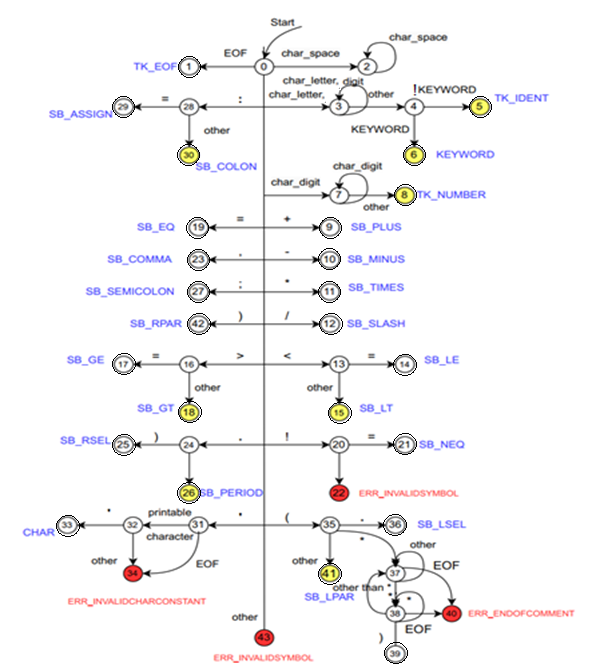 Start
EOF
char_space
char_space
TK_EOF
1
0
2
char_letter, digit
char_letter,
other
!KEYWORD
TK_IDENT
SB_ASSIGN
29
=
28
:
3
4
5
other
KEYWORD
30
SB_COLON
6
KEYWORD
char_digit
char_digit
7
8
TK_NUMBER
other
SB_EQ
19
=
+
9
SB_PLUS
SB_COMMA
23
-
10
SB_MINUS
SB_SEMICOLON
27
;
*
11
SB_TIMES
SB_RPAR
42
)
/
12
SB_SLASH
SB_GE
17
=
16
>
<
13
=
14
SB_LE
other
other
SB_GT
18
15
SB_LT
SB_RSEL
25
)
24
.
!
20
=
21
SB_NEQ
26
SB_PERIOD
22
ERR_INVALIDSYMBOL
CHAR
33
'
32
printable
character
31
'
(
35
.
36
SB_LSEL
*
other
EOF
other
34
other
41
37
EOF
ERR_INVALIDCHARCONSTANT
SB_LPAR
other than *
*
*
38
40
ERR_ENDOFCOMMENT
other
43
EOF
)
39
ERR_INVALIDSYMBOL